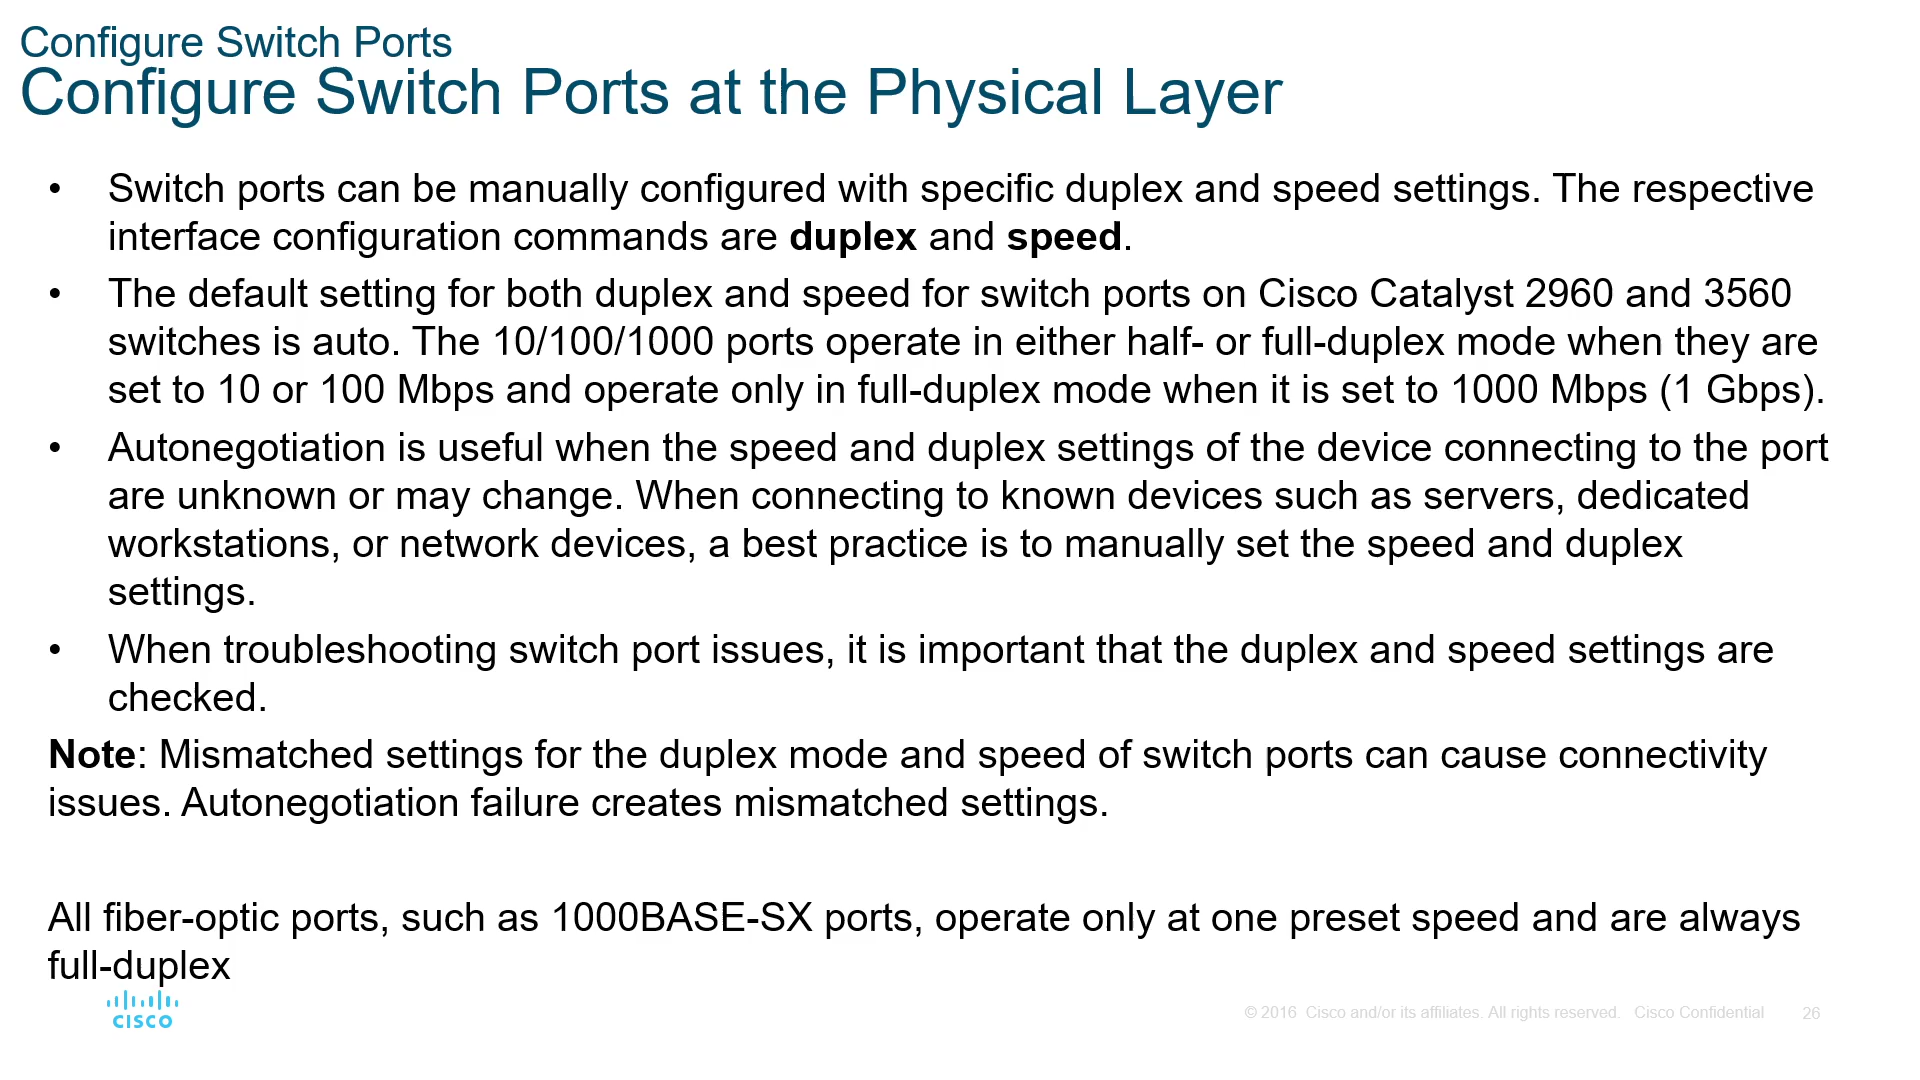 Configure Switch Ports
Configure Switch Ports at the Physical Layer
• Switch ports can be manually configured with specific duplex and speed settings. The respective
interface configuration commands are duplex and speed.
• The default setting for both duplex and speed for switch ports on Cisco Catalyst 2960 and 3560
switches is auto. The 10/100/1000 ports operate in either half- or full-duplex mode when they are
set to 10 or 100 Mbps and operate only in full-duplex mode when it is set to 1000 Mbps (1 Gbps).
• Autonegotiation is useful when the speed and duplex settings of the device connecting to the port
are unknown or may change. When connecting to known devices such as servers, dedicated
workstations, or network devices, a best practice is to manually set the speed and duplex
settings.
• When troubleshooting switch port issues, it is important that the duplex and speed settings are
checked.
Note: Mismatched settings for the duplex mode and speed of switch ports can cause connectivity
issues. Autonegotiation failure creates mismatched settings.
All fiber-optic ports, such as 1000BASE-SX ports, operate only at one preset speed and are always
full-duplex
CISCO
© 2016 Cisco and/or its affiliates. All rights reserved. Cisco Confidential 26